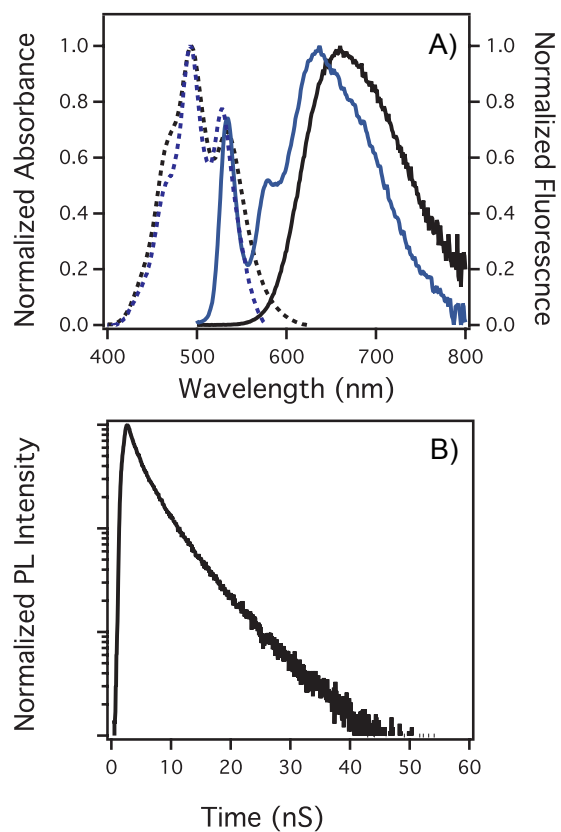 A)
Normalized Absorbance
Normalized Fluorescnce
1.0 1.0
0.8 0.8
0.6 0.6
0.4 0.4
0.2 0.2
0.0 0.0
400 500 600 700 800
Wavelength (nm)
B)
Normalized PL Intensity
0 10 20 30 40 50 60
Time (nS)